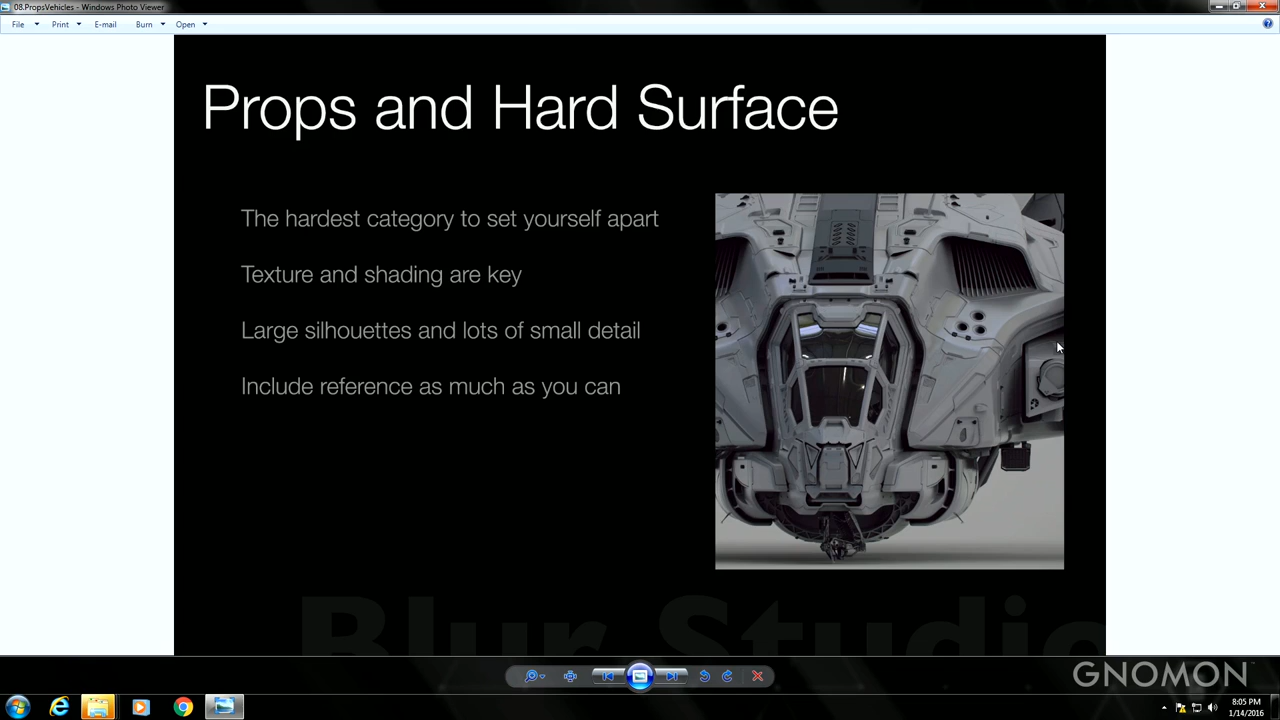 08.PropsVehicles - Windows Photo Viewer
File Print E-mail Burn Open
Props and Hard Surface
The hardest category to set yourself apart
Texture and shading are key
Large silhouettes and lots of small detail
Include reference as much as you can
Blur Studio
GNOMON
8:05 PM
1/14/2016